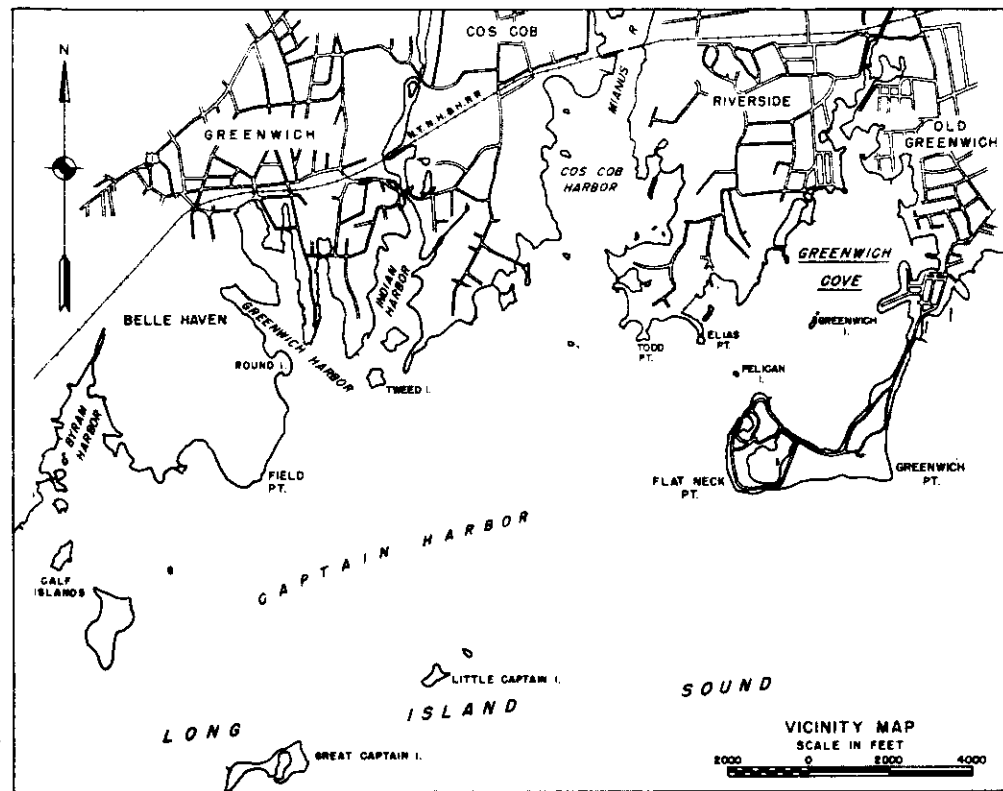 N
COS COB
MIANUS R
RIVERSIDE
GREENWICH
N.Y. N.H. & H. R.R.
OLD
GREENWICH
COS COB
HARBOR
GREENWICH
COVE
INDIAN
HARBOR
BELLE HAVEN
GREENWICH HARBOR
GREENWICH
I.
ELIAS
PT.
TODD
PT.
ROUND I.
TWEED I.
PELICAN
I.
BYRAM
HARBOR
FIELD
PT.
FLAT NECK
PT.
GREENWICH
PT.
CAPTAIN HARBOR
CALF
ISLANDS
LITTLE CAPTAIN I.
LONG ISLAND SOUND
GREAT CAPTAIN I.
VICINITY MAP
SCALE IN FEET
2000 0 2000 4000